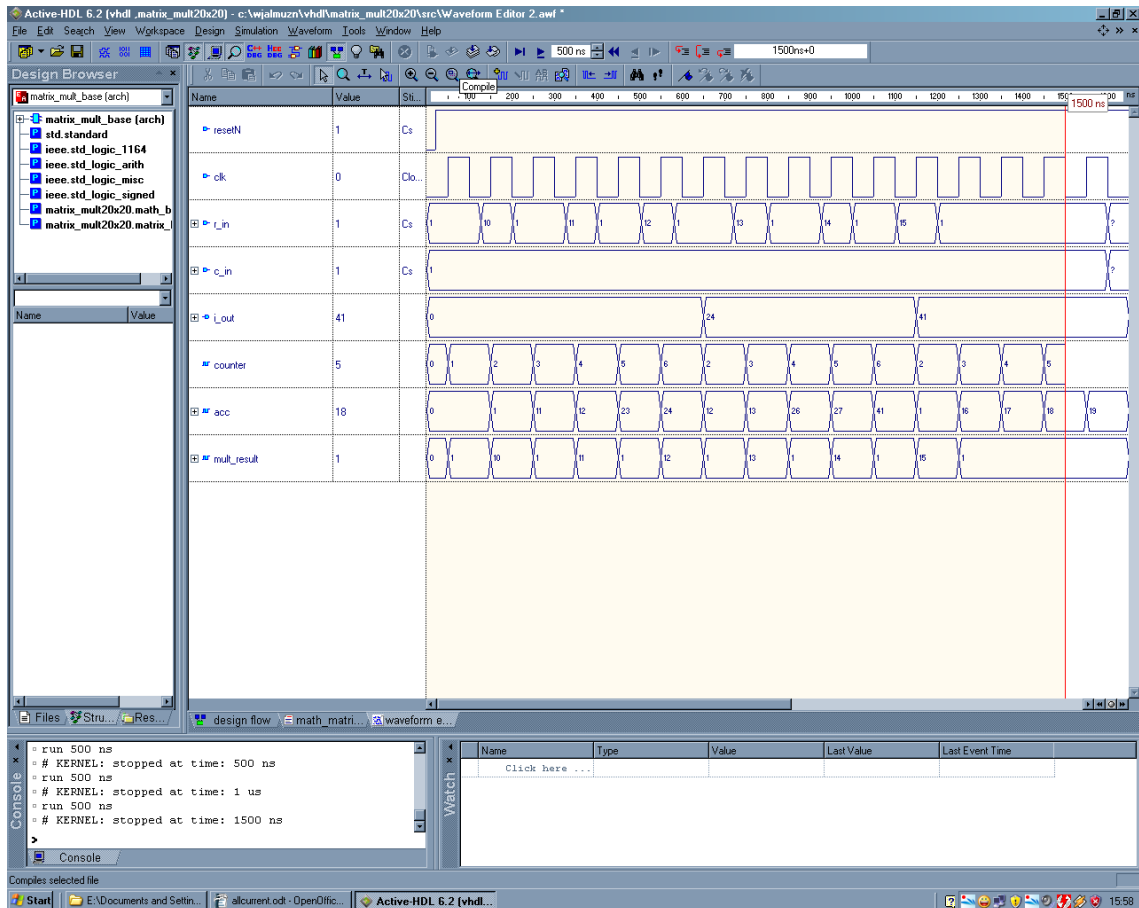 Active-HDL 6.2 (vhdl ,matrix_mult20x20) - c:\wjalmuzn\vhdl\matrix_mult20x20\src\Waveform Editor 2.awf *
File Edit Search View Workspace Design Simulation Waveform Tools Window Help
500 ns 1500ns+0
Design Browser
matrix_mult_base (arch)
matrix_mult_base (arch)
std.standard
ieee.std_logic_1164
ieee.std_logic_arith
ieee.std_logic_misc
ieee.std_logic_signed
matrix_mult20x20.math_b
matrix_mult20x20.matrix_
Name Value
Compile
Name Value Sti... 100 200 300 400 500 600 700 800 900 1000 1100 1200 1300 1400 ns
1500 ns
resetN 1 Cs
clk 0 Clo...
r_in 1 Cs 1 10 1 11 1 12 1 13 1 14 1 15 1 ?
c_in 1 Cs 1 ?
i_out 41 0 24 41
counter 5 0 1 2 3 4 5 6 2 3 4 5 6 2 3 4 5
acc 18 0 1 11 12 23 24 12 13 26 27 41 1 16 17 18 19
mult_result 1 0 1 10 1 11 1 12 1 13 1 14 1 15 1
Files Stru... Res...
design flow math_matri... waveform e...
Console
run 500 ns
# KERNEL: stopped at time: 500 ns
run 500 ns
# KERNEL: stopped at time: 1 us
run 500 ns
# KERNEL: stopped at time: 1500 ns
>
Console
Watch
Name Type Value Last Value Last Event Time
Click here ...
Compiles selected file
Start E:\Documents and Settin... allcurrent.odt - OpenOffic... Active-HDL 6.2 (vhdl... 15:58